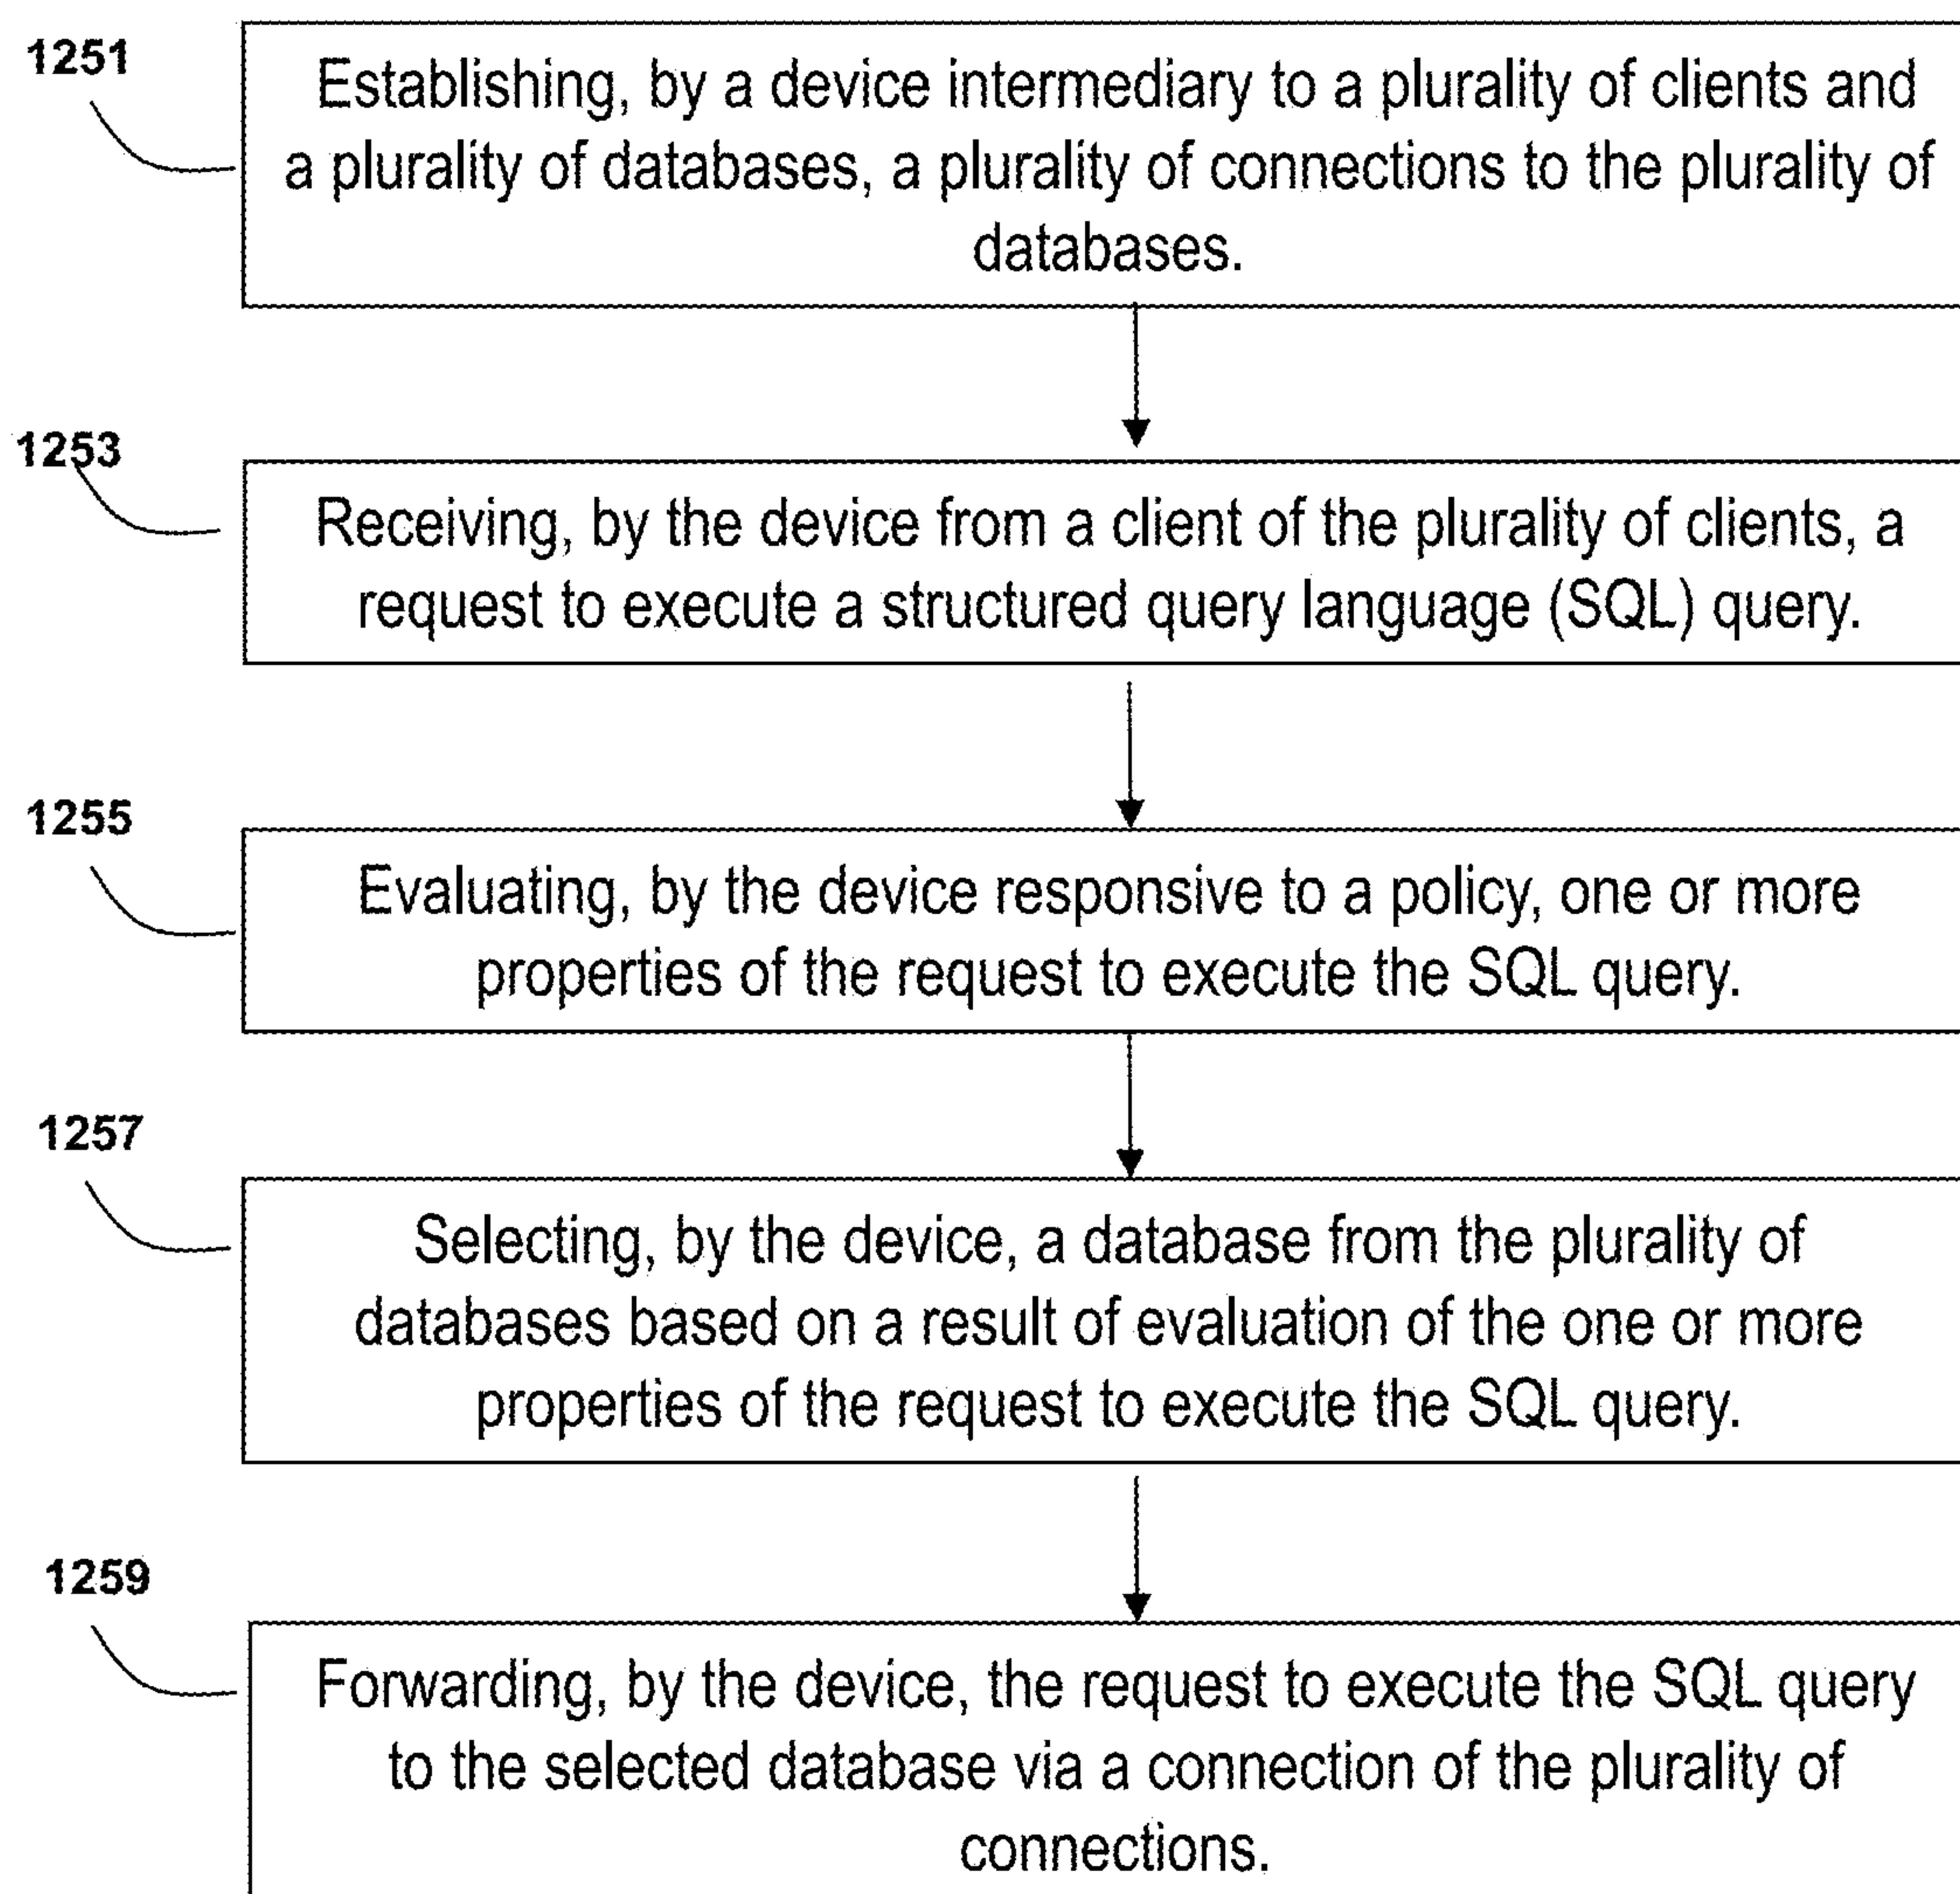 1251
Establishing, by a device intermediary to a plurality of clients and
a plurality of databases, a plurality of connections to the plurality of
databases.
1253
Receiving, by the device from a client of the plurality of clients, a
request to execute a structured query language (SQL) query.
1255
Evaluating, by the device responsive to a policy, one or more
properties of the request to execute the SQL query.
1257
Selecting, by the device, a database from the plurality of
databases based on a result of evaluation of the one or more
properties of the request to execute the SQL query.
1259
Forwarding, by the device, the request to execute the SQL query
to the selected database via a connection of the plurality of
connections.